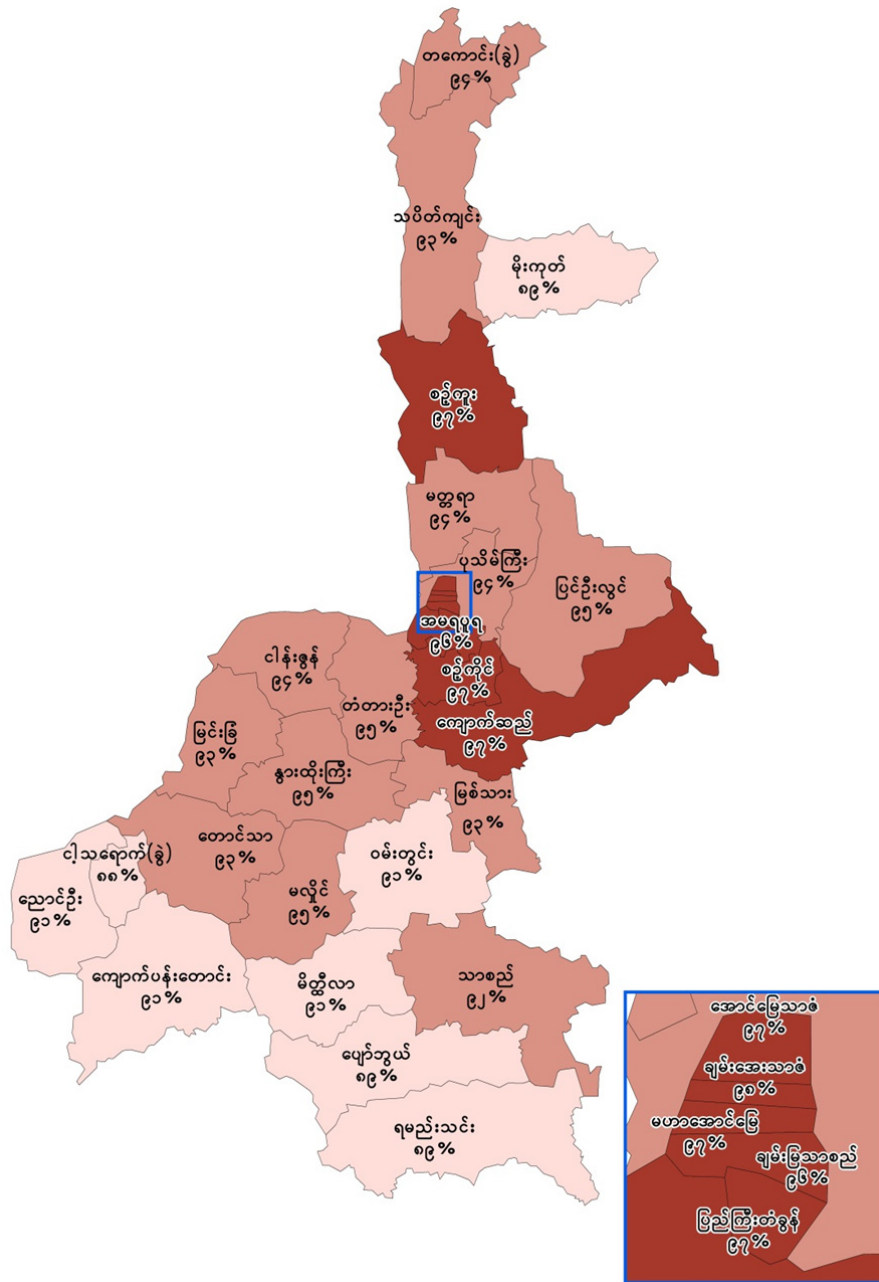 တကောင်း(ခွဲ)
၉၄%
သပိတ်ကျင်း
၉၃%
မိုးကုတ်
၈၉%
စဉ့်ကူး
၉၇%
မတ္တရာ
၉၄%
ပုသိမ်ကြီး
၉၄%
ပြင်ဦးလွင်
၉၅%
အမရပူရ
၉၆%
စဉ့်ကိုင်
၉၇%
ကျောက်ဆည်
၉၇%
ငါန်းဇွန်
၉၄%
တံတားဦး
၉၅%
မြင်းခြံ
၉၃%
နွားထိုးကြီး
၉၅%
မြစ်သား
၉၃%
တောင်သာ
၉၃%
ဝမ်းတွင်း
၉၁%
ငါ့သရောက်(ခွဲ)
၈၈%
ညောင်ဦး
၉၁%
မလှိုင်
၉၅%
ကျောက်ပန်းတောင်း
၉၁%
မိတ္ထီလာ
၉၁%
သာစည်
၉၂%
ပျော်ဘွယ်
၈၉%
ရမည်းသင်း
၈၉%
အောင်မြေသာဇံ
၉၇%
ချမ်းအေးသာဇံ
၉၈%
မဟာအောင်မြေ
၉၇%
ချမ်းမြသာစည်
၉၆%
ပြည်ကြီးတံခွန်
၉၇%